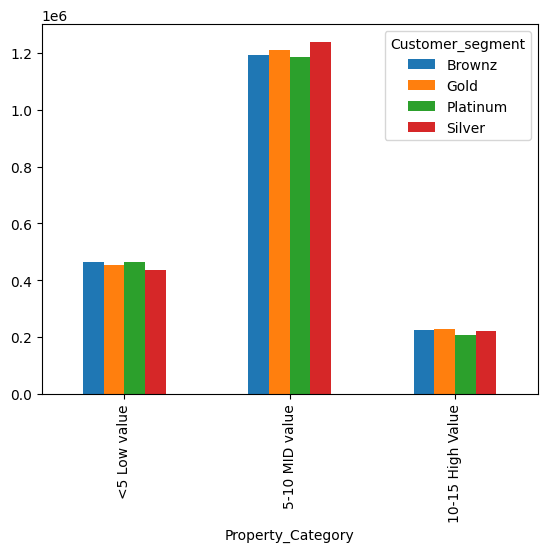 1e6
1.2
1.0
0.8
0.6
0.4
0.2
0.0
Customer_segment
Brownz
Gold
Platinum
Silver
<5 Low value
5-10 MID value
10-15 High Value
Property_Category